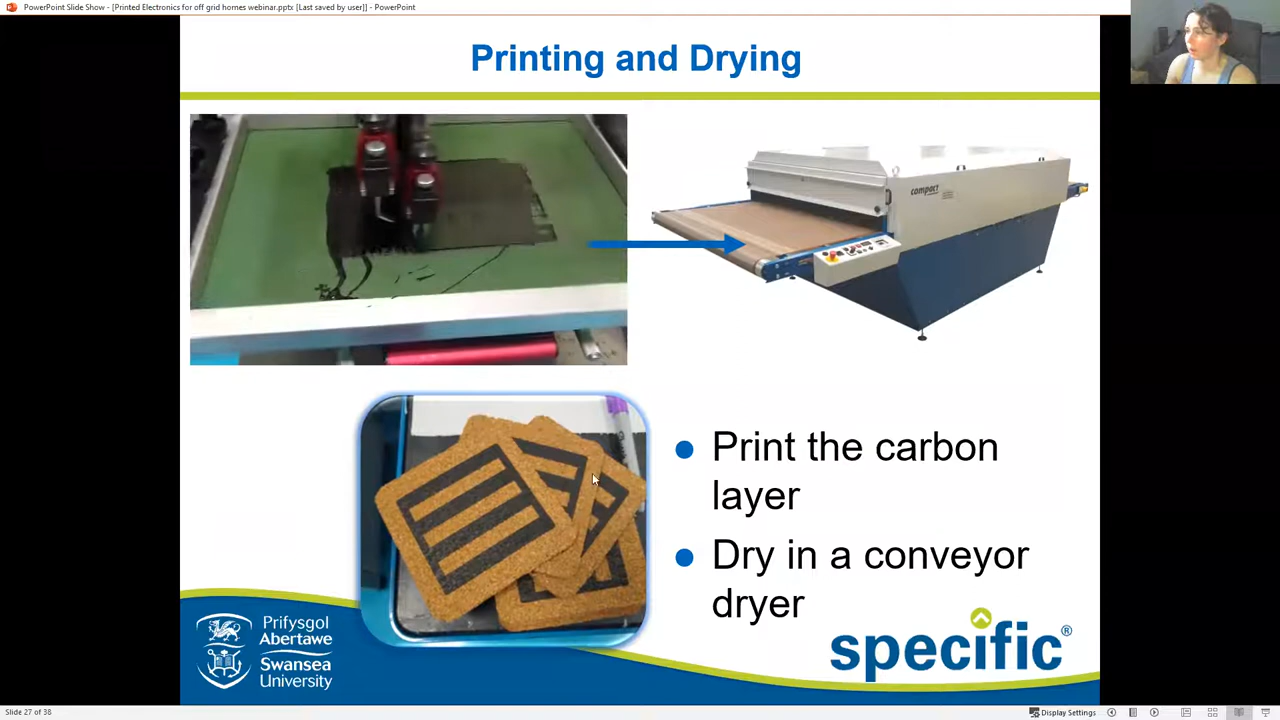 PowerPoint Slide Show - [Printed Electronics for off grid homes webinar.pptx [Last saved by user]] - PowerPoint
Printing and Drying
compact
Print the carbon
layer
Dry in a conveyor
dryer
Prifysgol
Abertawe
Swansea
University
specific®
Slide 27 of 38
Display Settings